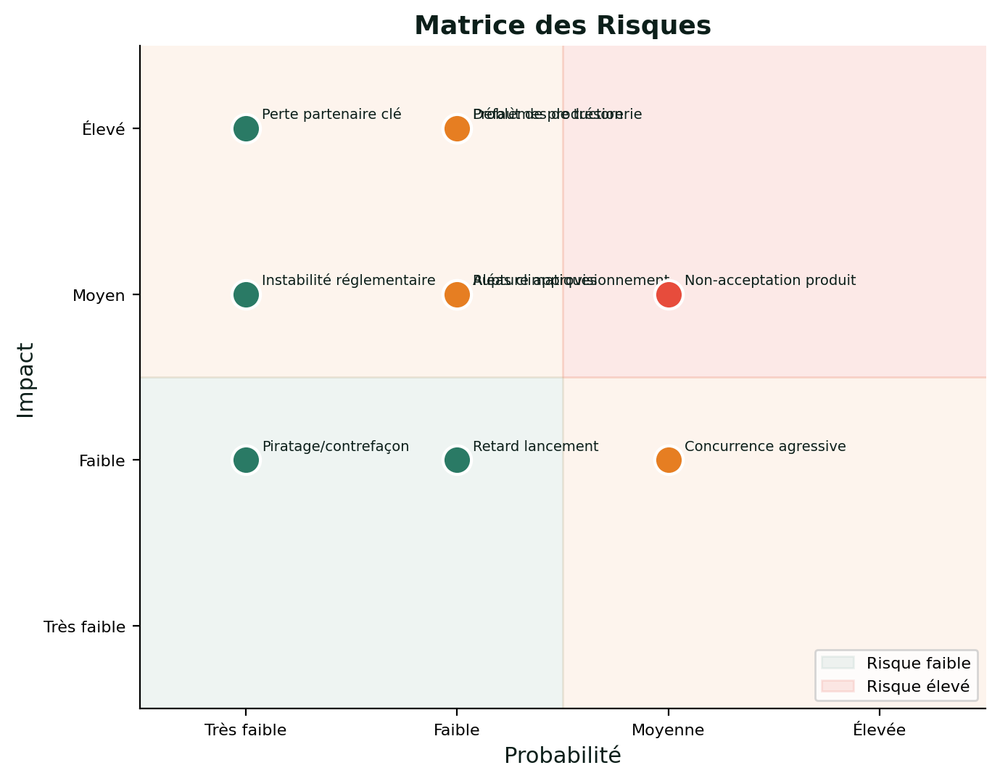 Matrice des Risques
Élevé
Perte partenaire clé
Moyen
Instabilité réglementaire
Non-acceptation produit
Impact
Faible
Piratage/contrefaçon
Retard lancement
Concurrence agressive
Très faible
Risque faible
Risque élevé
Très faible
Faible
Moyenne
Élevée
Probabilité